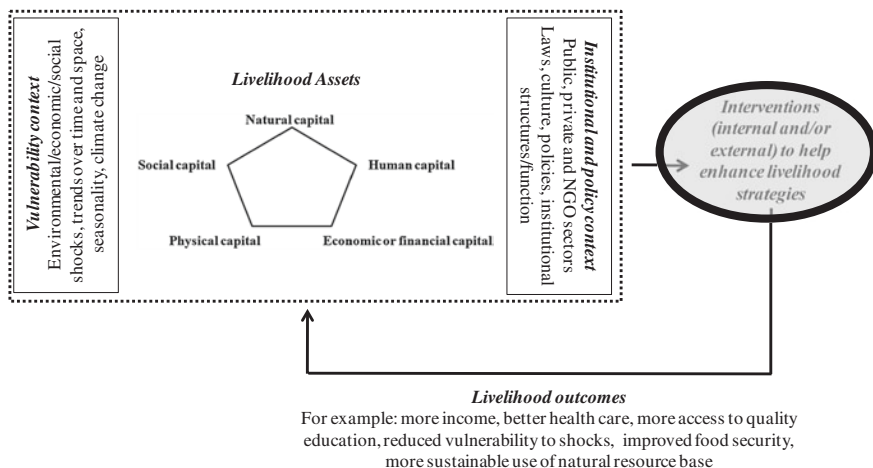 Vulnerability context
Environmental/economic/social
shocks, trends over time and space,
seasonality, climate change
Livelihood Assets
Natural capital
Social capital
Human capital
Physical capital
Economic or financial capital
Institutional and policy context
Public, private and NGO sectors
Laws, culture, policies, institutional
structures/function
Interventions
(internal and/or
external) to help
enhance livelihood
strategies
Livelihood outcomes
For example: more income, better health care, more access to quality
education, reduced vulnerability to shocks, improved food security,
more sustainable use of natural resource base